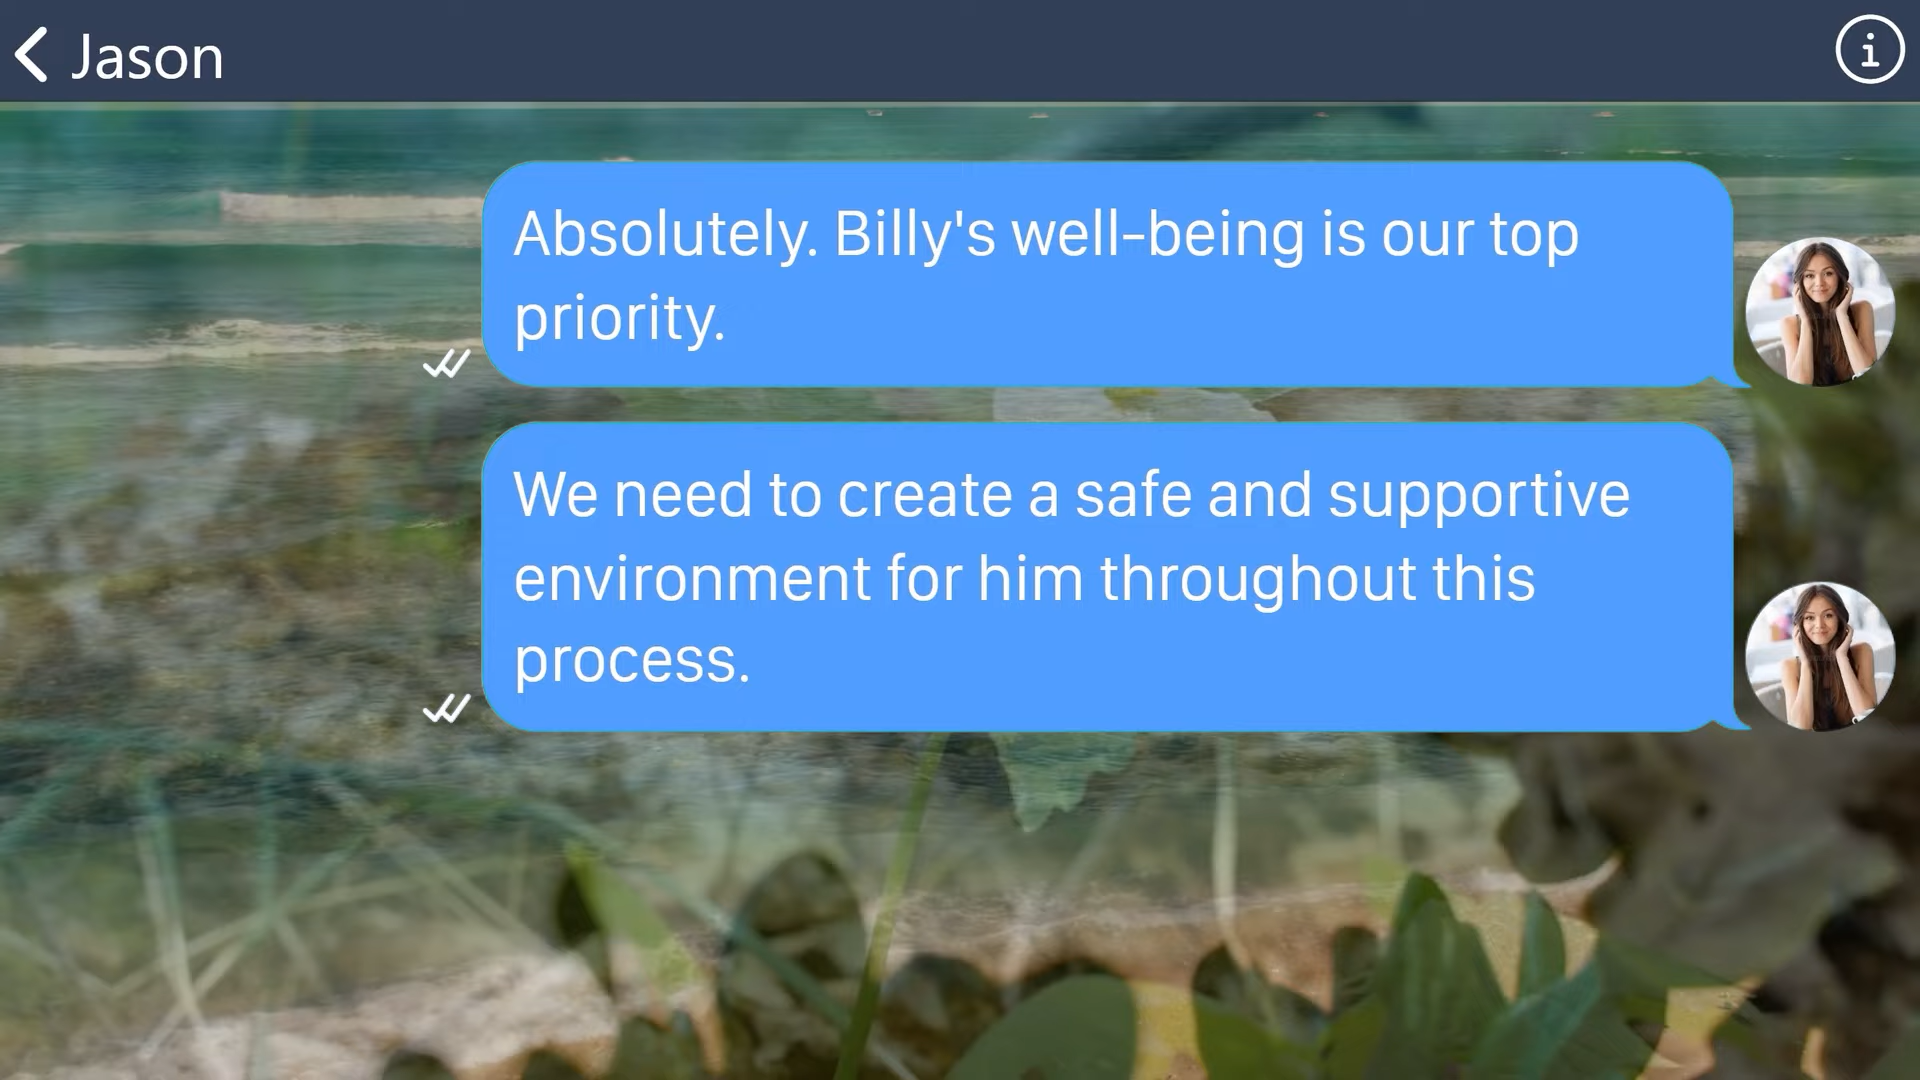 Jason
Absolutely. Billy's well-being is our top
priority.
We need to create a safe and supportive
environment for him throughout this
process.